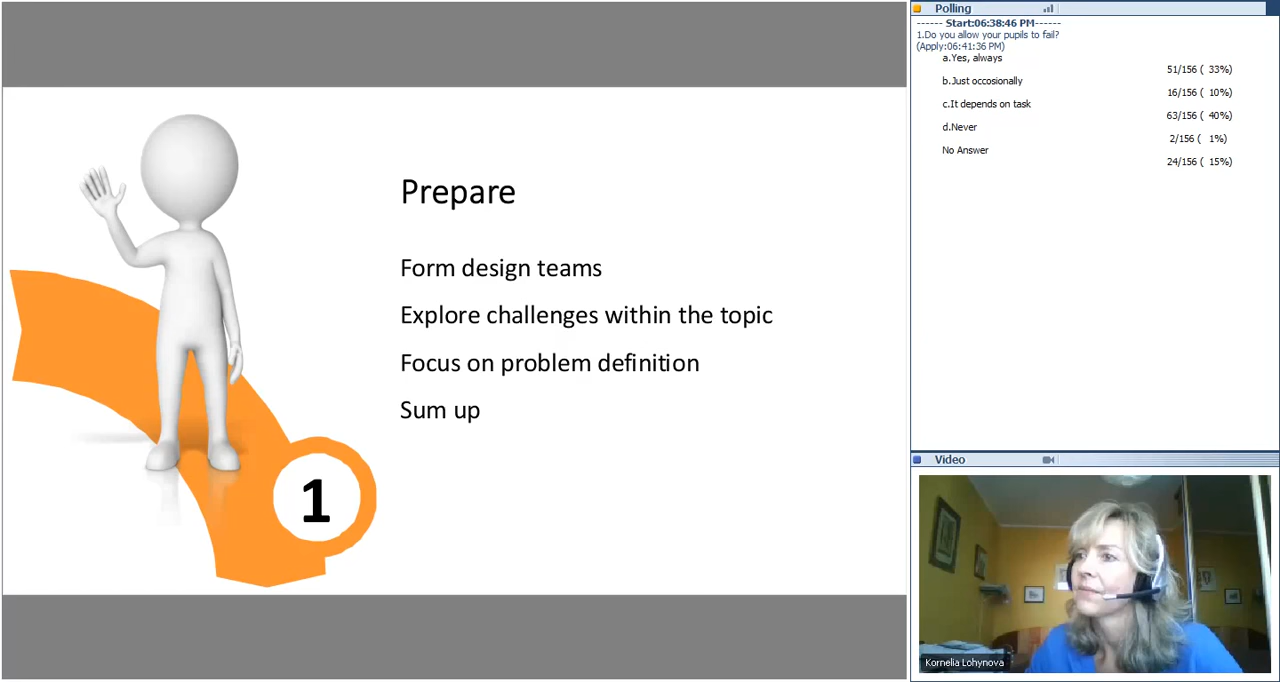 Prepare
Form design teams
Explore challenges within the topic
Focus on problem definition
Sum up
1
Polling
------ Start:06:38:46 PM------
1.Do you allow your pupils to fail?
(Apply:06:41:36 PM)
a.Yes, always
51/156 ( 33%)
b.Just occosionally
16/156 ( 10%)
c.It depends on task
63/156 ( 40%)
d.Never
2/156 ( 1%)
No Answer
24/156 ( 15%)
Video
Kornelia Lohynova